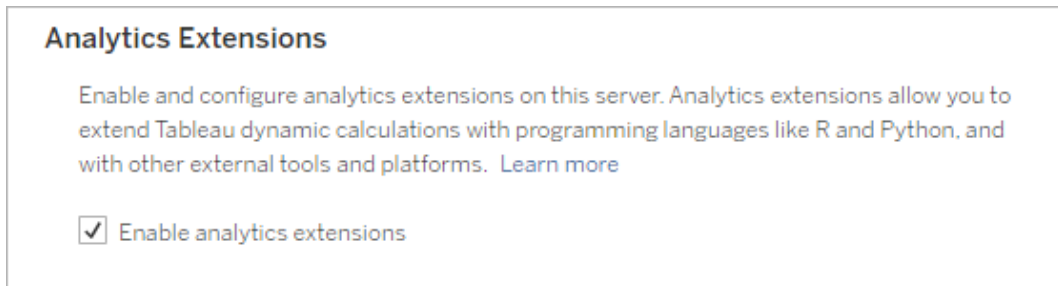 Analytics Extensions
Enable and configure analytics extensions on this server. Analytics extensions allow you to
extend Tableau dynamic calculations with programming languages like R and Python, and
with other external tools and platforms. Learn more
Enable analytics extensions